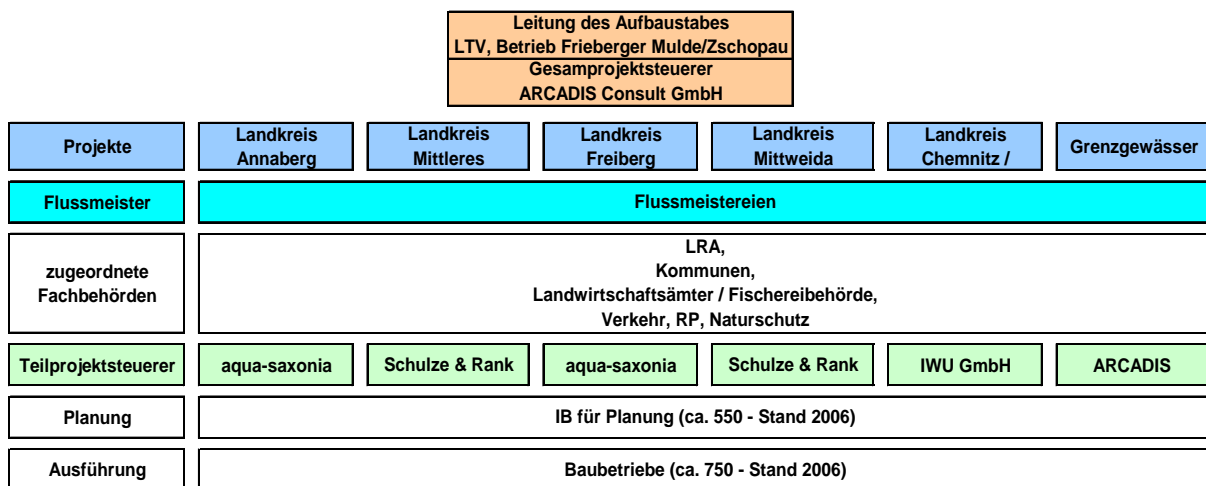 Leitung des Aufbaustabes
LTV, Betrieb Frieberger Mulde/Zschopau
Gesamprojektsteuerer
ARCADIS Consult GmbH
Projekte
Landkreis
Annaberg
Landkreis
Mittleres
Landkreis
Freiberg
Landkreis
Mittweida
Landkreis
Chemnitz /
Grenzgewässer
Flussmeister
Flussmeistereien
zugeordnete
Fachbehörden
LRA,
Kommunen,
Landwirtschaftsämter / Fischereibehörde,
Verkehr, RP, Naturschutz
Teilprojektsteuerer
aqua-saxonia
Schulze & Rank
aqua-saxonia
Schulze & Rank
IWU GmbH
ARCADIS
Planung
IB für Planung (ca. 550 - Stand 2006)
Ausführung
Baubetriebe (ca. 750 - Stand 2006)